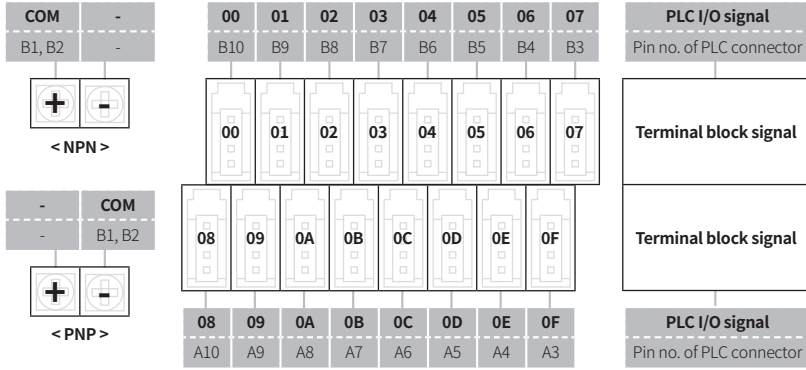 COM -
B1, B2 -
+ -
< NPN >
- COM
- B1, B2
+ -
< PNP >
00 01 02 03 04 05 06 07
B10 B9 B8 B7 B6 B5 B4 B3
00 01 02 03 04 05 06 07
08 09 0A 0B 0C 0D 0E 0F
08 09 0A 0B 0C 0D 0E 0F
A10 A9 A8 A7 A6 A5 A4 A3
PLC I/O signal
Pin no. of PLC connector
Terminal block signal
Terminal block signal
PLC I/O signal
Pin no. of PLC connector